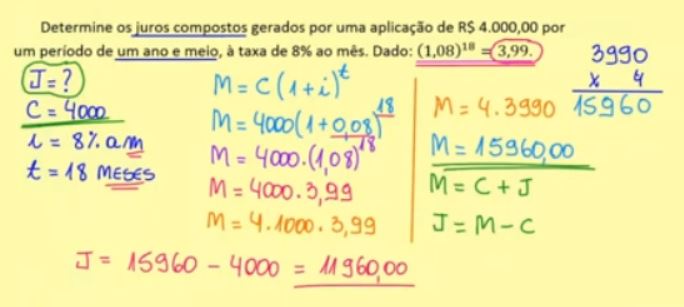 Determine os juros compostos gerados por uma aplicação de R$ 4.000,00 por
um período de um ano e meio, à taxa de 8% ao mês. Dado: (1,08)¹⁸ = 3,99.
J = ?
C = 4000
i = 8% a.m
t = 18 MESES
M = C (1 + i)ᵗ
M = 4000 (1 + 0,08)¹⁸
M = 4000 . (1,08)¹⁸
M = 4000 . 3,99
M = 4 . 1000 . 3,99
M = 4 . 3990
M = 15960,00
M = C + J
J = M - C
3990
x 4
15960
J = 15960 - 4000 = 11960,00